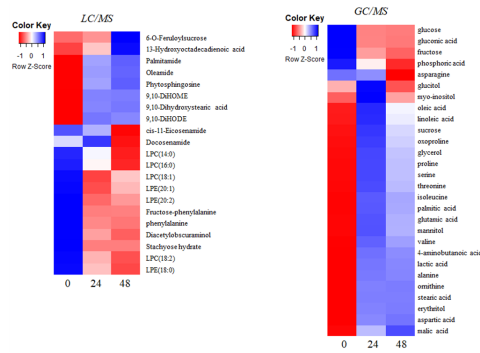 LC/MS
Color Key
-1 0 1
Row Z-Score
6-O-Feruloylsucrose
13-Hydroxyoctadecadienoic acid
Palmitamide
Oleamide
Phytosphingosine
9,10-DiHOME
9,10-Dihydroxystearic acid
9,10-DiHODE
cis-11-Eicosenamide
Docosenamide
LPC(14:0)
LPC(16:0)
LPC(18:1)
LPE(20:1)
LPE(20:2)
Fructose-phenylalanine
phenylalanine
Diacetylobscuraminol
Stachyose hydrate
LPC(18:2)
LPE(18:0)
0 24 48
GC/MS
Color Key
-1 0 1
Row Z-Score
glucose
gluconic acid
fructose
phosphoric acid
asparagine
glucitol
myo-inositol
oleic acid
linoleic acid
sucrose
oxoproline
glycerol
proline
serine
threonine
isoleucine
palmitic acid
glutamic acid
mannitol
valine
4-aminobutanoic acid
lactic acid
alanine
ornithine
stearic acid
erythritol
aspartic acid
malic acid
0 24 48